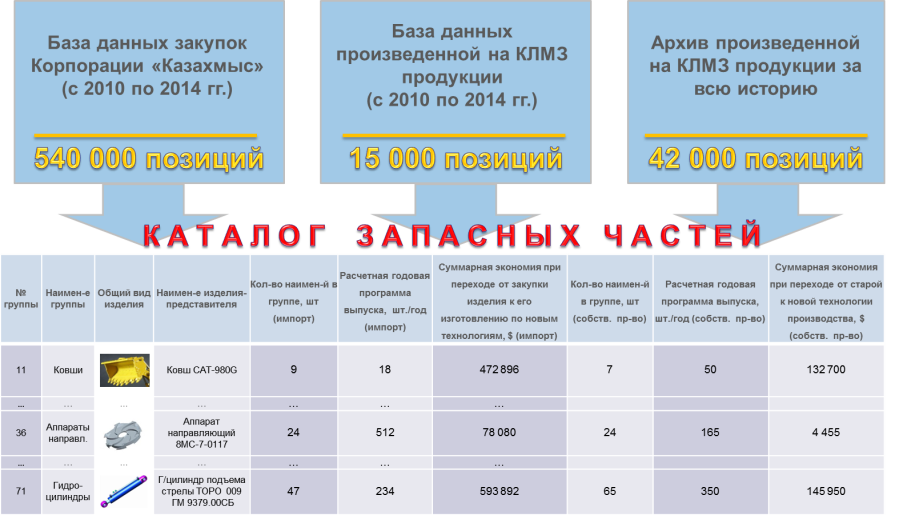 База данных закупок
Корпорации «Казахмыс»
(с 2010 по 2014 гг.)
540 000 позиций
База данных
произведенной на КЛМЗ
продукции
(с 2010 по 2014 гг.)
15 000 позиций
Архив произведенной
на КЛМЗ продукции за
всю историю
42 000 позиций
КАТАЛОГ ЗАПАСНЫХ ЧАСТЕЙ
№
группы
Наимен-е
группы
Общий вид
изделия
Наимен-е изделия-
представителя
Кол-во наимен-й в
группе, шт
(импорт)
Расчетная годовая
программа
выпуска, шт./год
(импорт)
Суммарная экономия при
переходе от закупки
изделия к его
изготовлению по новым
технологиям, $ (импорт)
Кол-во наимен-й
в группе, шт
(собств. пр-во)
Расчетная годовая
программа выпуска,
шт./год (собств. пр-во)
Суммарная экономия
при переходе от старой
к новой технологии
производства, $
(собств. пр-во)
11
Ковши
Ковш CAT-980G
9
18
472 896
7
50
132 700
... ... ... ... ... ... ...
36
Аппараты
направл.
Аппарат
направляющий
8МС-7-0117
24
512
78 080
24
165
4 455
... ... ... ... ... ... ...
71
Гидро-
цилиндры
Г/цилиндр подъема
стрелы ТОРО 009
ГМ 9379.00СБ
47
234
593 892
65
350
145 950